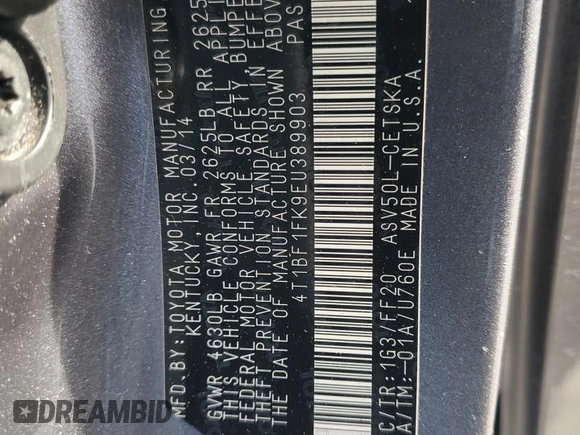 MFD. BY: TOYOTA MOTOR MANUFACTURING,
KENTUCKY, INC. 03/14
GVWR 4630LB GAWR FR 2625LB RR 2625
THIS VEHICLE CONFORMS TO ALL APPLI
FEDERAL MOTOR VEHICLE SAFETY, BUMPE
THEFT PREVENTION STANDARDS IN EFFE
THE DATE OF MANUFACTURE SHOWN ABOV
4T1BF1FK9EU389903 PAS
C/TR:1G3/FF20 ASV50L-CETSKA
A/TM:-01A/U760E MADE IN U.S.A.
DREAMBID